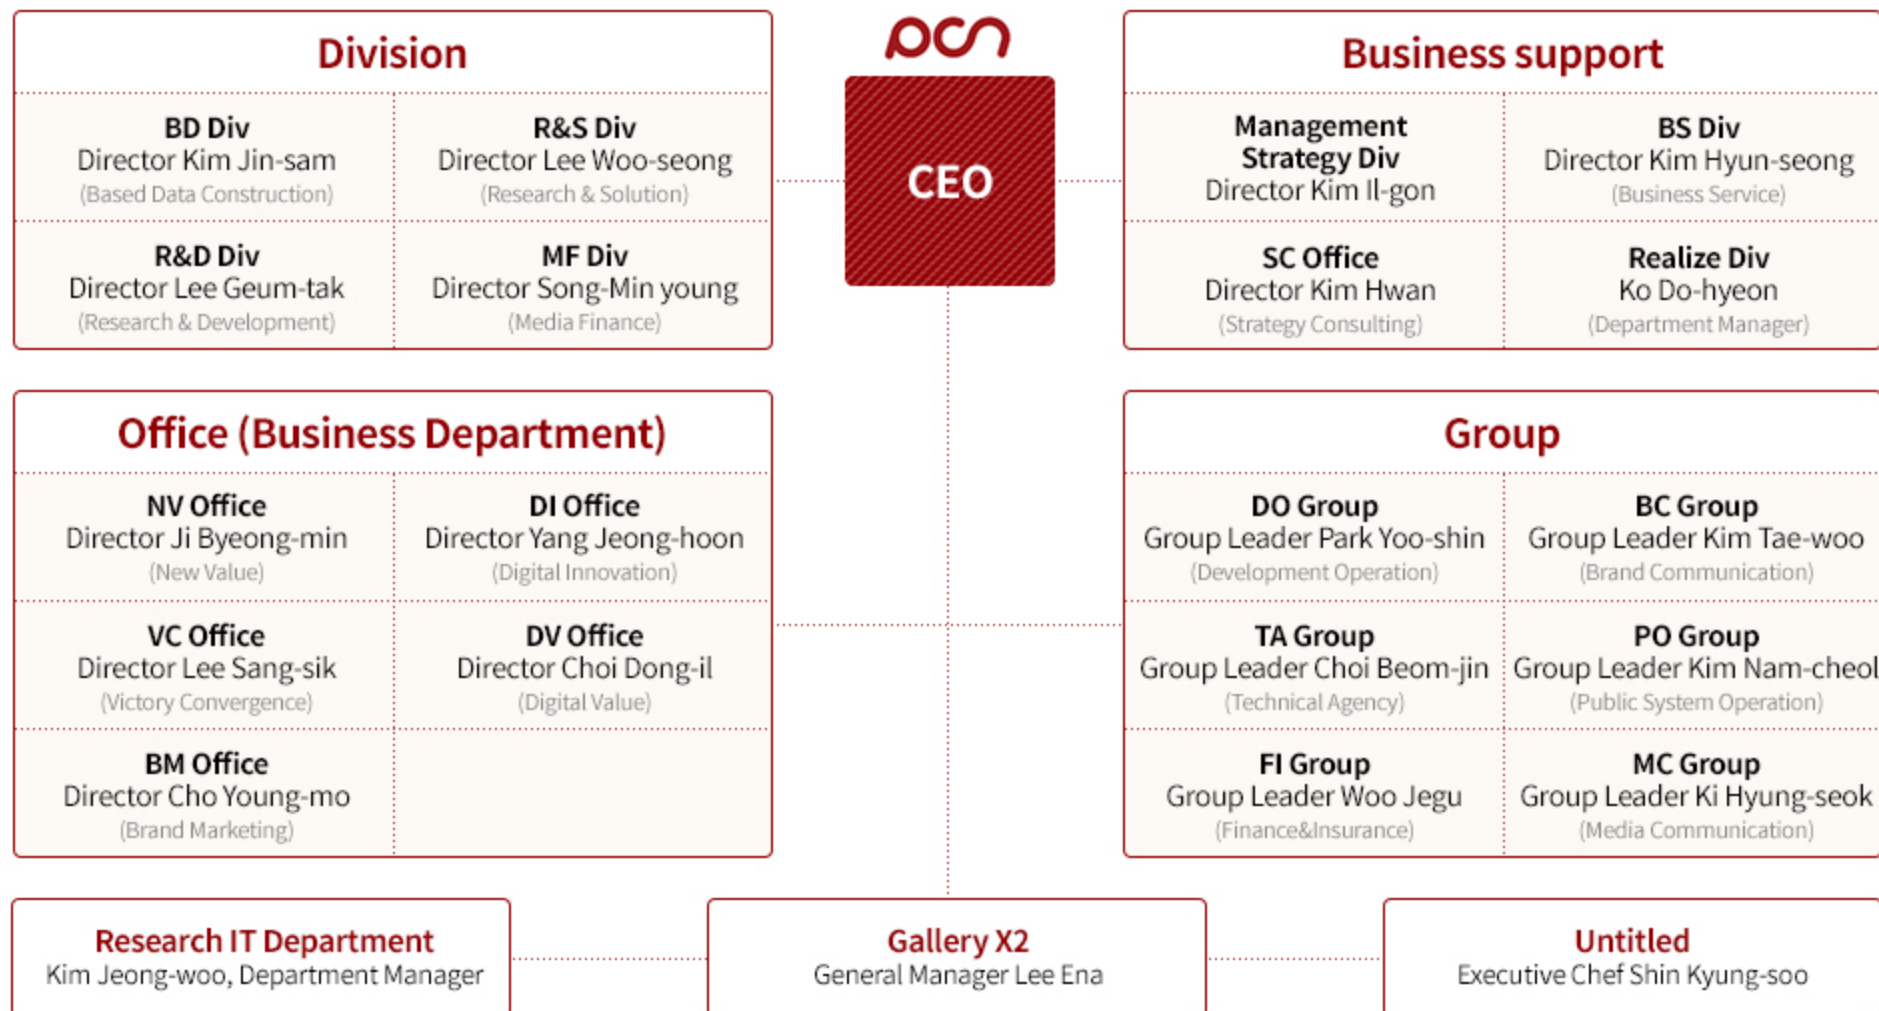 pcn
CEO
Division
BD Div
Director Kim Jin-sam
(Based Data Construction)
R&S Div
Director Lee Woo-seong
(Research & Solution)
R&D Div
Director Lee Geum-tak
(Research & Development)
MF Div
Director Song-Min young
(Media Finance)
Business support
Management
Strategy Div
Director Kim Il-gon
BS Div
Director Kim Hyun-seong
(Business Service)
SC Office
Director Kim Hwan
(Strategy Consulting)
Realize Div
Ko Do-hyeon
(Department Manager)
Office (Business Department)
NV Office
Director Ji Byeong-min
(New Value)
DI Office
Director Yang Jeong-hoon
(Digital Innovation)
VC Office
Director Lee Sang-sik
(Victory Convergence)
DV Office
Director Choi Dong-il
(Digital Value)
BM Office
Director Cho Young-mo
(Brand Marketing)
Group
DO Group
Group Leader Park Yoo-shin
(Development Operation)
BC Group
Group Leader Kim Tae-woo
(Brand Communication)
TA Group
Group Leader Choi Beom-jin
(Technical Agency)
PO Group
Group Leader Kim Nam-cheol
(Public System Operation)
FI Group
Group Leader Woo Jegu
(Finance&Insurance)
MC Group
Group Leader Ki Hyung-seok
(Media Communication)
Research IT Department
Kim Jeong-woo, Department Manager
Gallery X2
General Manager Lee Ena
Untitled
Executive Chef Shin Kyung-soo